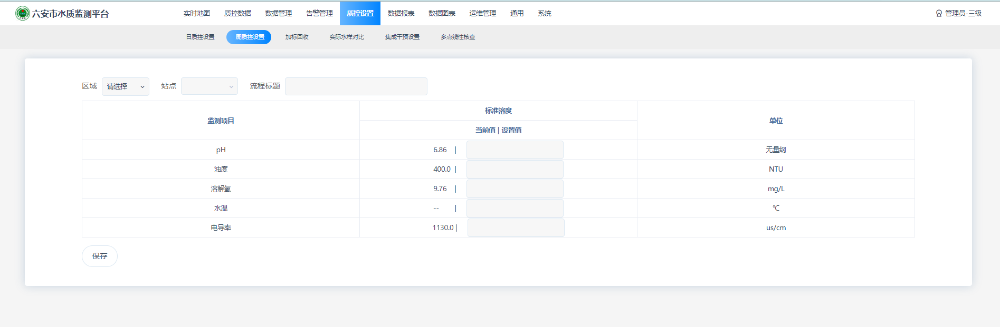 六安市水质监测平台
实时地图 质控数据 数据管理 告警管理 质控设置 数据报表 数据图表 运维管理 通用 系统
管理员-三级
日质控设置 周质控设置 加标回收 实际水样对比 集成干预设置 多点线性核查
区域 请选择 站点 流程标题
监测项目 标准溶度 单位
当前值 | 设置值
pH 6.86 | 无量纲
浊度 400.0 | NTU
溶解氧 9.76 | mg/L
水温 -- | ℃
电导率 1130.0 | us/cm
保存